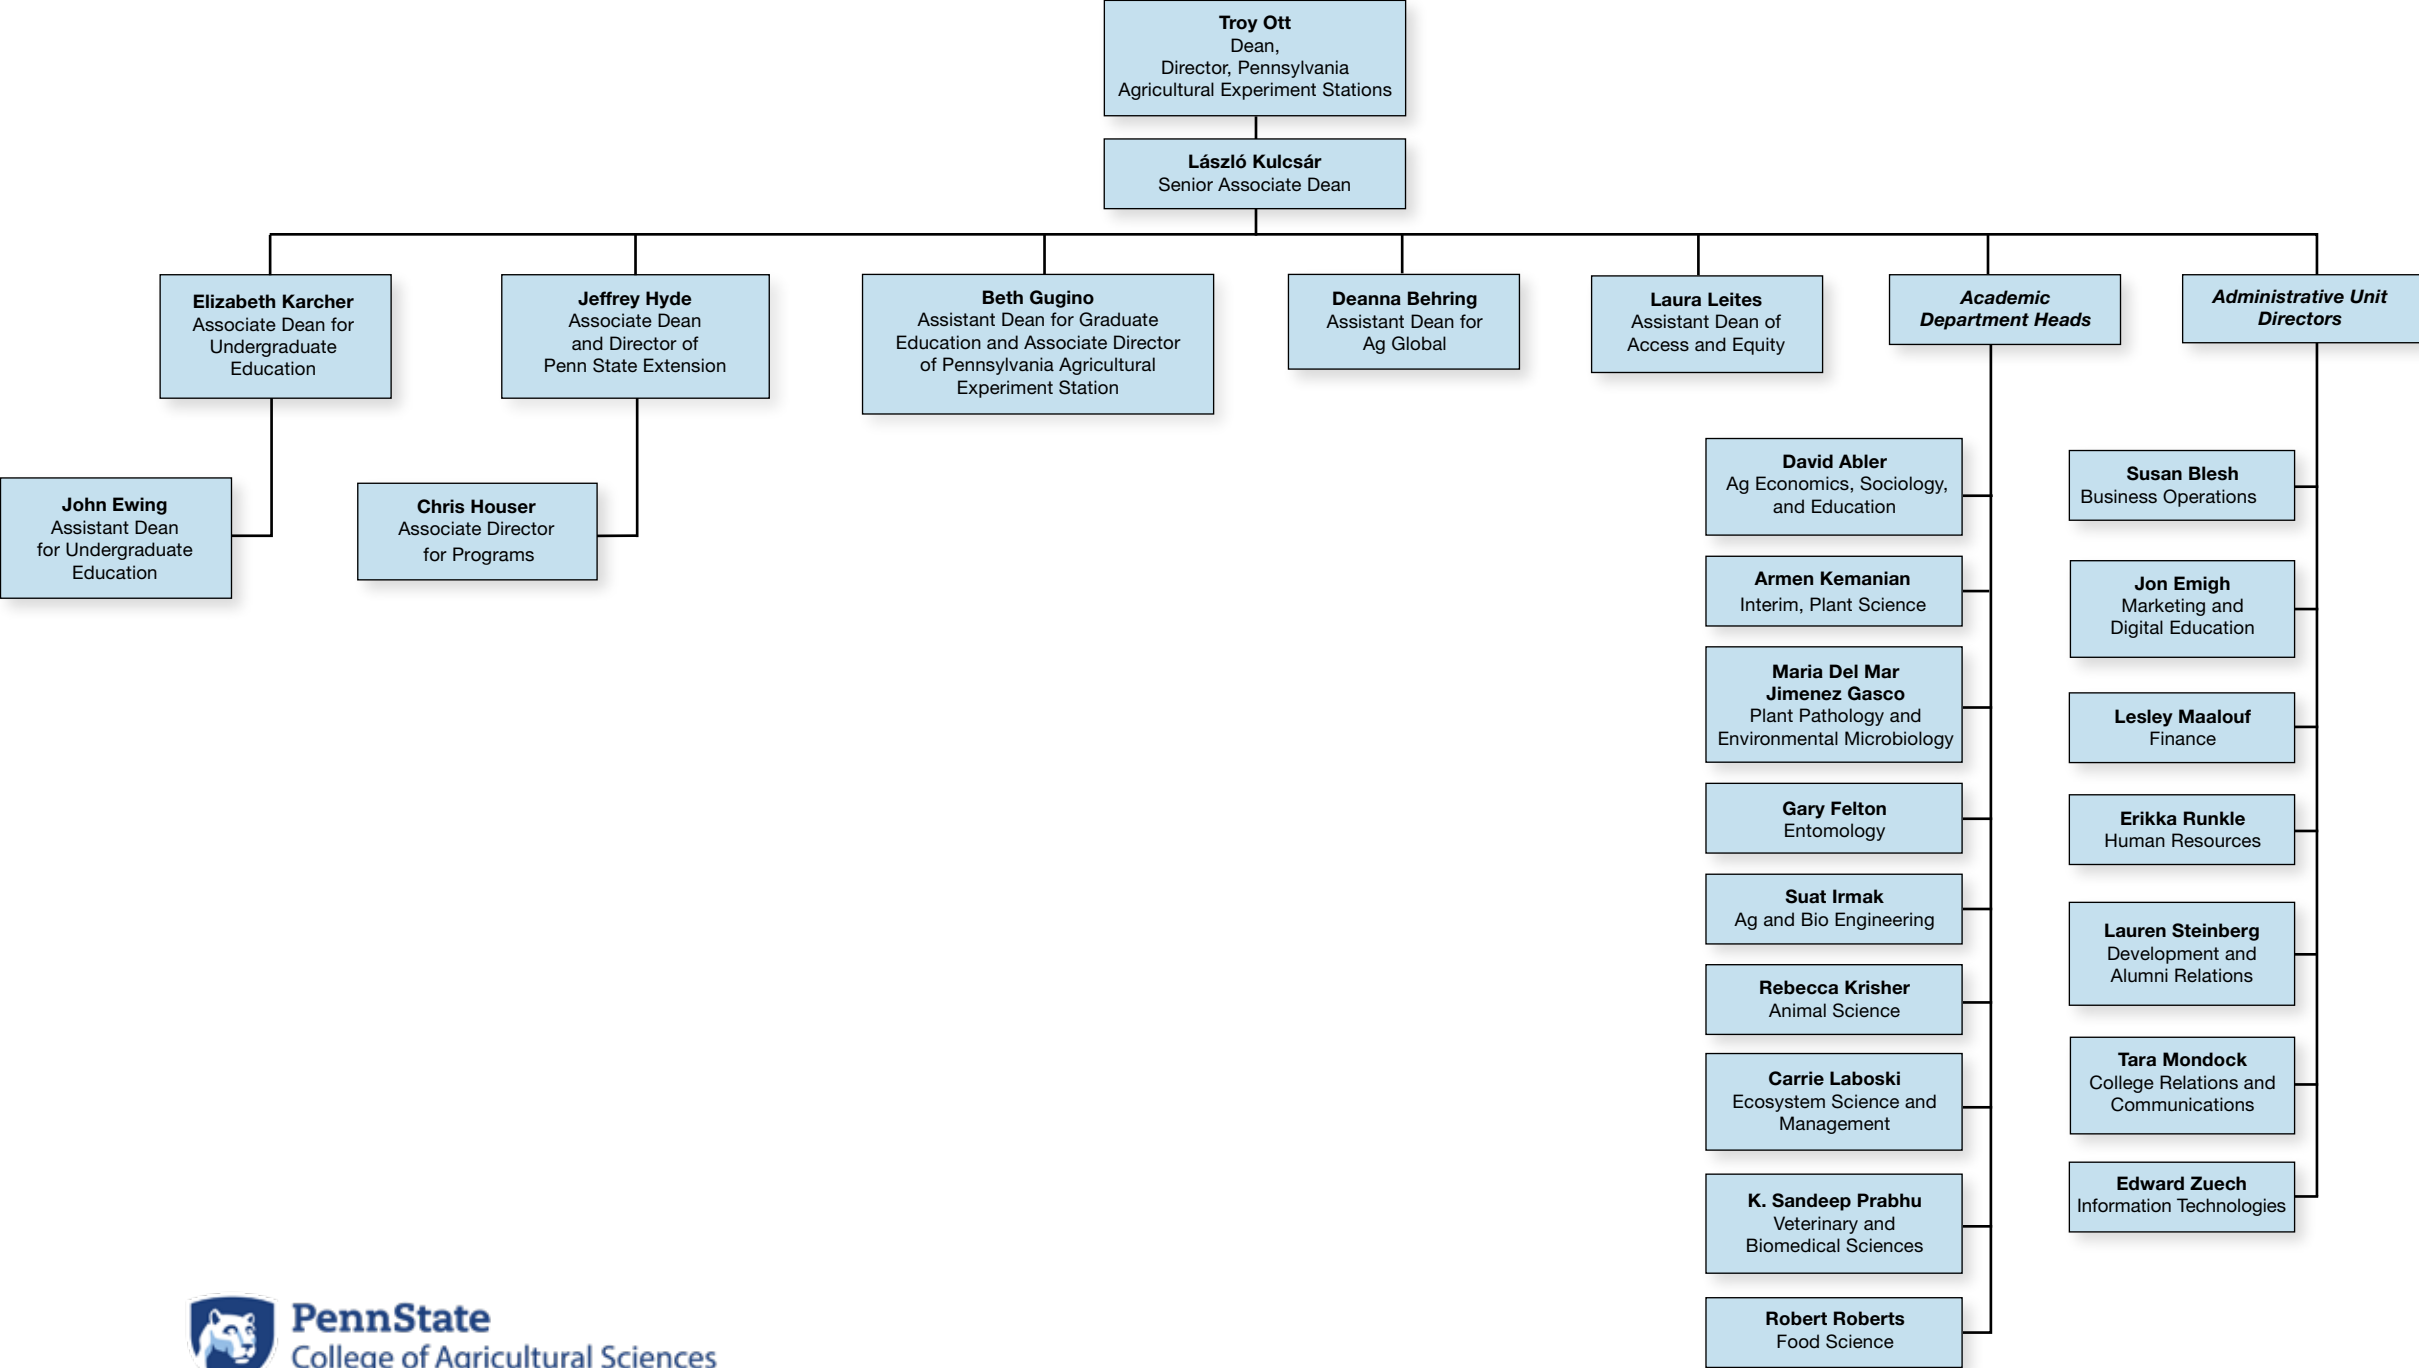 Troy Ott
Dean,
Director, Pennsylvania
Agricultural Experiment Stations
László Kulcsár
Senior Associate Dean
Elizabeth Karcher
Associate Dean for
Undergraduate
Education
Jeffrey Hyde
Associate Dean
and Director of
Penn State Extension
Beth Gugino
Assistant Dean for Graduate
Education and Associate Director
of Pennsylvania Agricultural
Experiment Station
Deanna Behring
Assistant Dean for
Ag Global
Laura Leites
Assistant Dean of
Access and Equity
Academic
Department Heads
Administrative Unit
Directors
John Ewing
Assistant Dean
for Undergraduate
Education
Chris Houser
Associate Director
for Programs
David Abler
Ag Economics, Sociology,
and Education
Armen Kemanian
Interim, Plant Science
Maria Del Mar
Jimenez Gasco
Plant Pathology and
Environmental Microbiology
Gary Felton
Entomology
Suat Irmak
Ag and Bio Engineering
Rebecca Krisher
Animal Science
Carrie Laboski
Ecosystem Science and
Management
K. Sandeep Prabhu
Veterinary and
Biomedical Sciences
Robert Roberts
Food Science
Susan Blesh
Business Operations
Jon Emigh
Marketing and
Digital Education
Lesley Maalouf
Finance
Erikka Runkle
Human Resources
Lauren Steinberg
Development and
Alumni Relations
Tara Mondock
College Relations and
Communications
Edward Zuech
Information Technologies
PennState
College of Agricultural Sciences